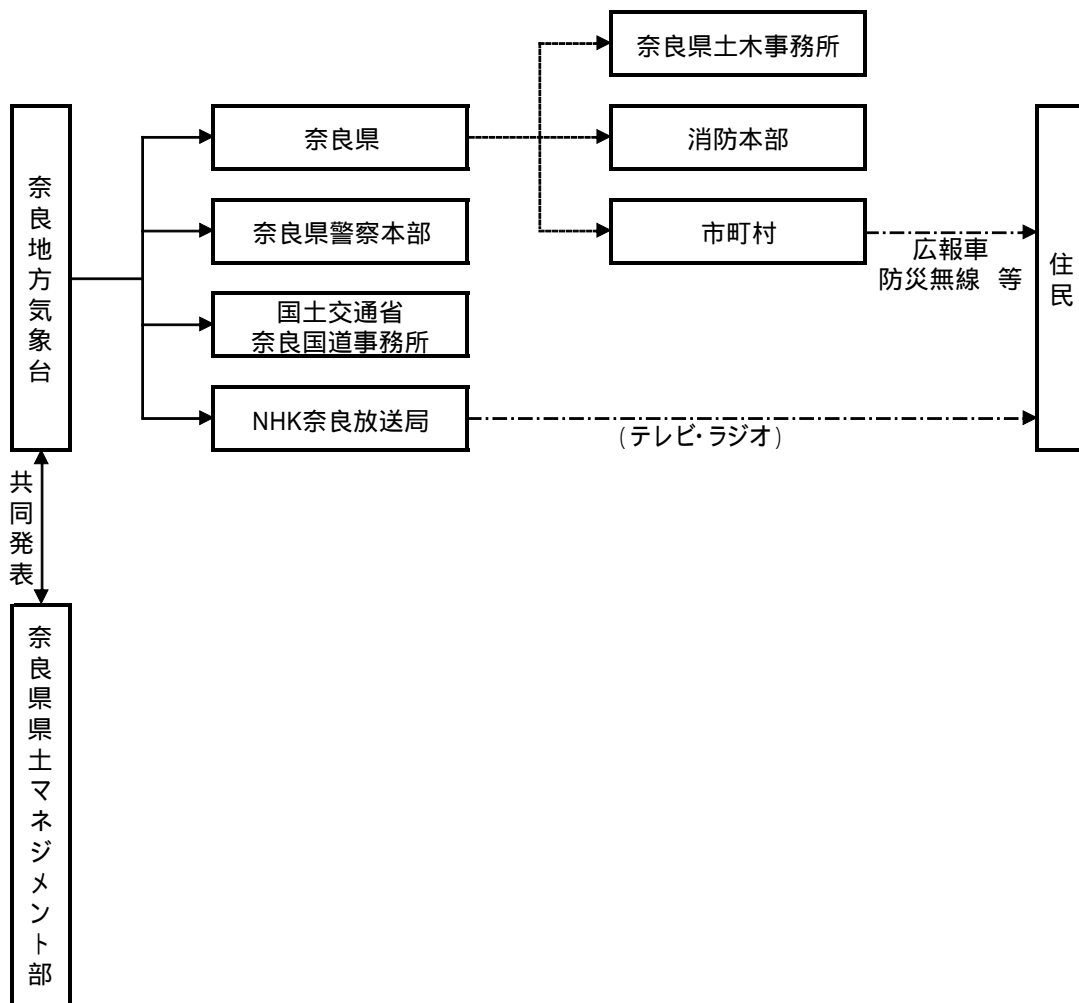 奈良県土木事務所
奈良県
消防本部
奈良地方気象台
奈良県警察本部
市町村
広報車
防災無線 等
住民
国土交通省
奈良国道事務所
NHK奈良放送局
(テレビ・ラジオ)
共同発表
奈良県県土マネジメント部